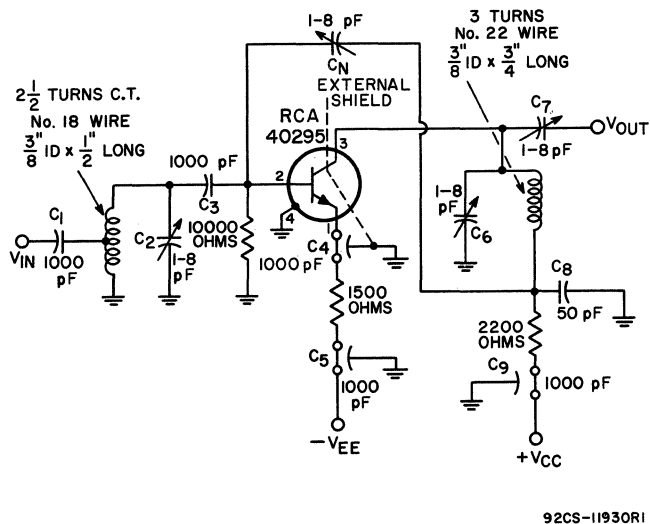 1-8 pF
CN
EXTERNAL
SHIELD
RCA
40295
3
2
4
1
3 TURNS
No. 22 WIRE
3/8" ID x 3/4" LONG
2 1/2 TURNS C.T.
No. 18 WIRE
3/8" ID x 1/2" LONG
C7
VOUT
1-8 pF
1000 pF
C3
1-8
pF
C6
C1
VIN
1000
pF
C2
1-8
pF
10000
OHMS
C4
1000 pF
1500
OHMS
C5
1000
pF
-VEE
C8
50 pF
2200
OHMS
C9
1000 pF
+VCC
92CS-11930R1